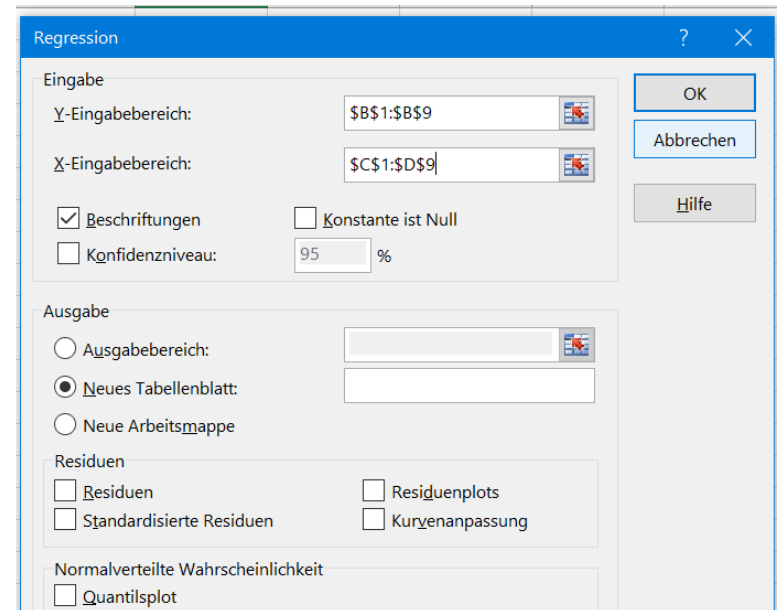 Regression
?
Eingabe
Y-Eingabebereich: $B$1:$B$9
X-Eingabebereich: $C$1:$D$9
Beschriftungen
Konstante ist Null
Konfidenzniveau: 95 %
OK
Abbrechen
Hilfe
Ausgabe
Ausgabebereich:
Neues Tabellenblatt:
Neue Arbeitsmappe
Residuen
Residuen
Residuenplots
Standardisierte Residuen
Kurvenanpassung
Normalverteilte Wahrscheinlichkeit
Quantilsplot